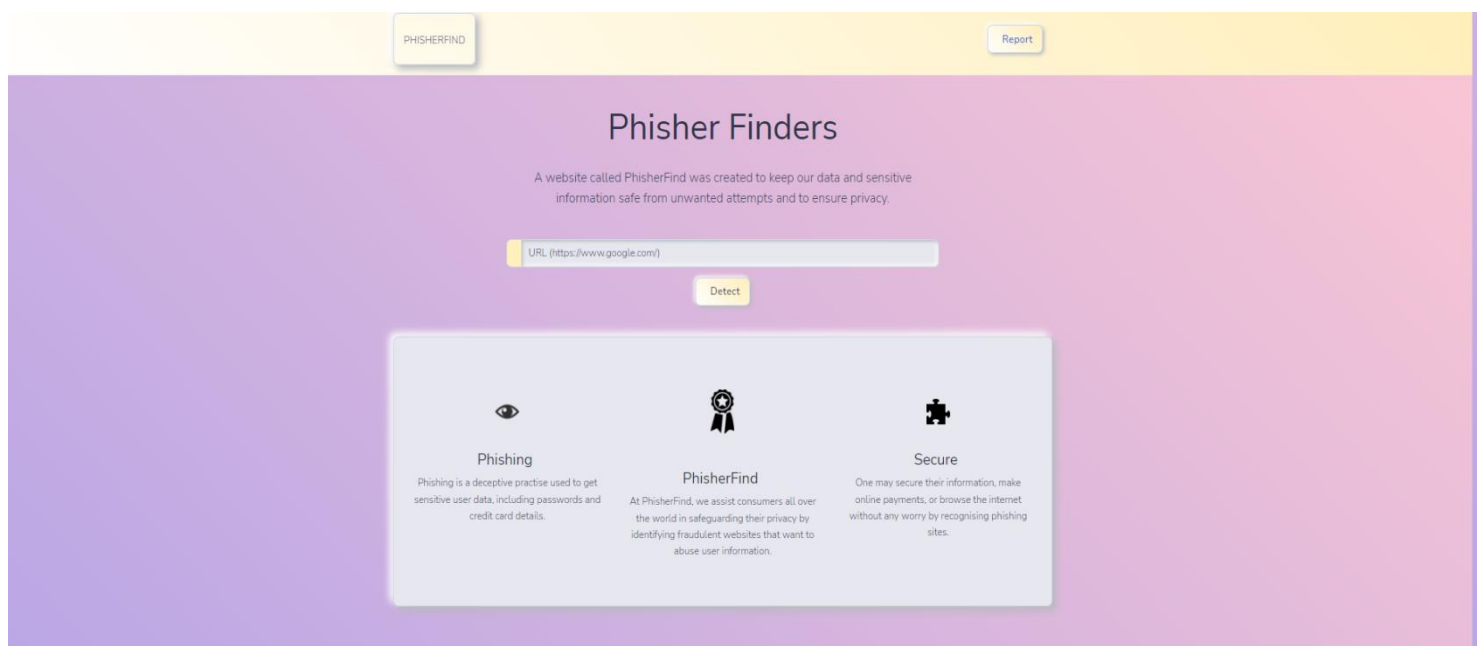 PHISHERFIND
Report
Phisher Finders
A website called PhisherFind was created to keep our data and sensitive
information safe from unwanted attempts and to ensure privacy.
URL (https://www.google.com/)
Detect
Phishing
Phishing is a deceptive practise used to get
sensitive user data, including passwords and
credit card details.
PhisherFind
At PhisherFind, we assist consumers all over
the world in safeguarding their privacy by
identifying fraudulent websites that want to
abuse user information.
Secure
One may secure their information, make
online payments, or browse the internet
without any worry by recognising phishing
sites.